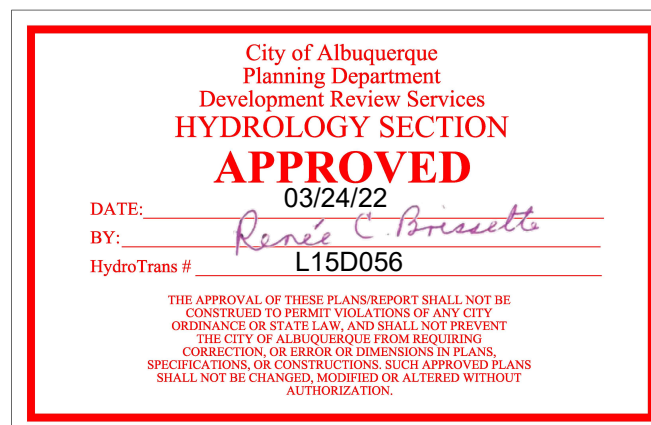 City of Albuquerque
Planning Department
Development Review Services
HYDROLOGY SECTION
APPROVED
DATE: 03/24/22
BY: Renée C. Brissette
HydroTrans # L15D056
THE APPROVAL OF THESE PLANS/REPORT SHALL NOT BE
CONSTRUED TO PERMIT VIOLATIONS OF ANY CITY
ORDINANCE OR STATE LAW, AND SHALL NOT PREVENT
THE CITY OF ALBUQUERQUE FROM REQUIRING
CORRECTION, OR ERROR OR DIMENSIONS IN PLANS,
SPECIFICATIONS, OR CONSTRUCTIONS. SUCH APPROVED PLANS
SHALL NOT BE CHANGED, MODIFIED OR ALTERED WITHOUT
AUTHORIZATION.